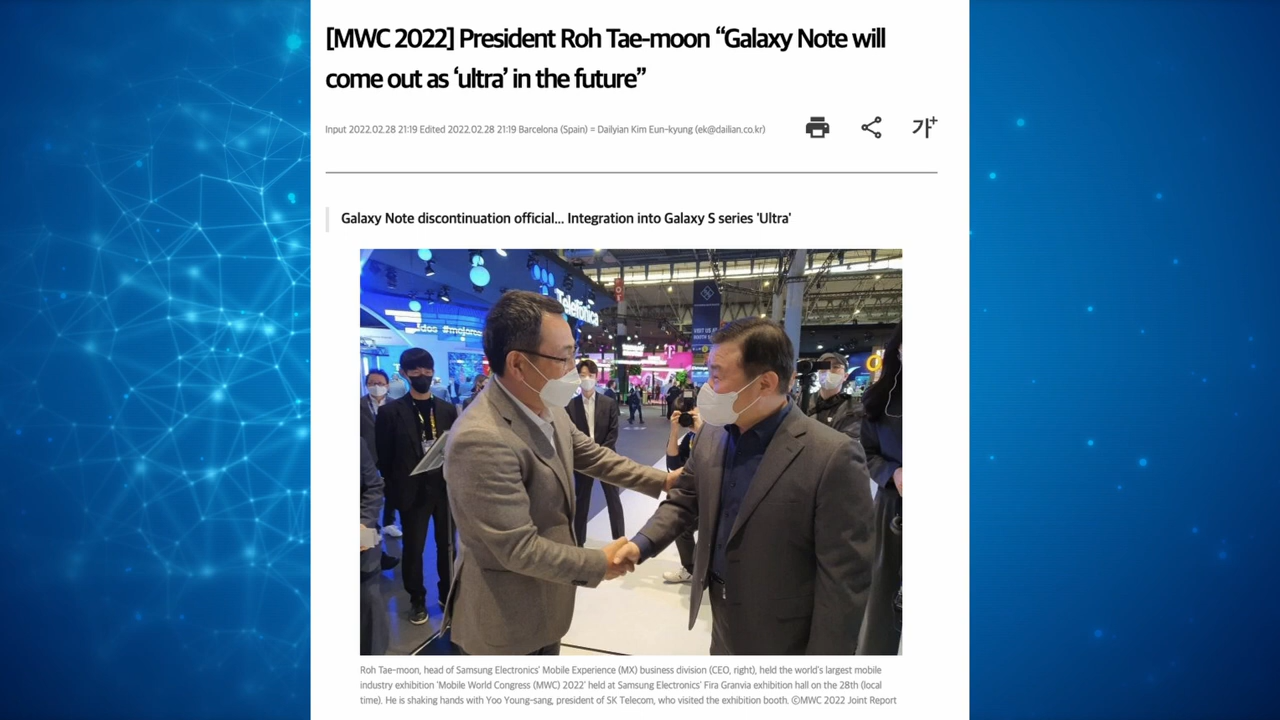 [MWC 2022] President Roh Tae-moon “Galaxy Note will
come out as ‘ultra’ in the future”
Input 2022.02.28 21:19 Edited 2022.02.28 21:19 Barcelona (Spain) = Dailyian Kim Eun-kyung (ek@dailian.co.kr)
가+
Galaxy Note discontinuation official... Integration into Galaxy S series 'Ultra'
Telefónica
VISIT US
Roh Tae-moon, head of Samsung Electronics' Mobile Experience (MX) business division (CEO, right), held the world's largest mobile
industry exhibition 'Mobile World Congress (MWC) 2022' held at Samsung Electronics' Fira Granvia exhibition hall on the 28th (local
time). He is shaking hands with Yoo Young-sang, president of SK Telecom, who visited the exhibition booth. ⓒMWC 2022 Joint Report